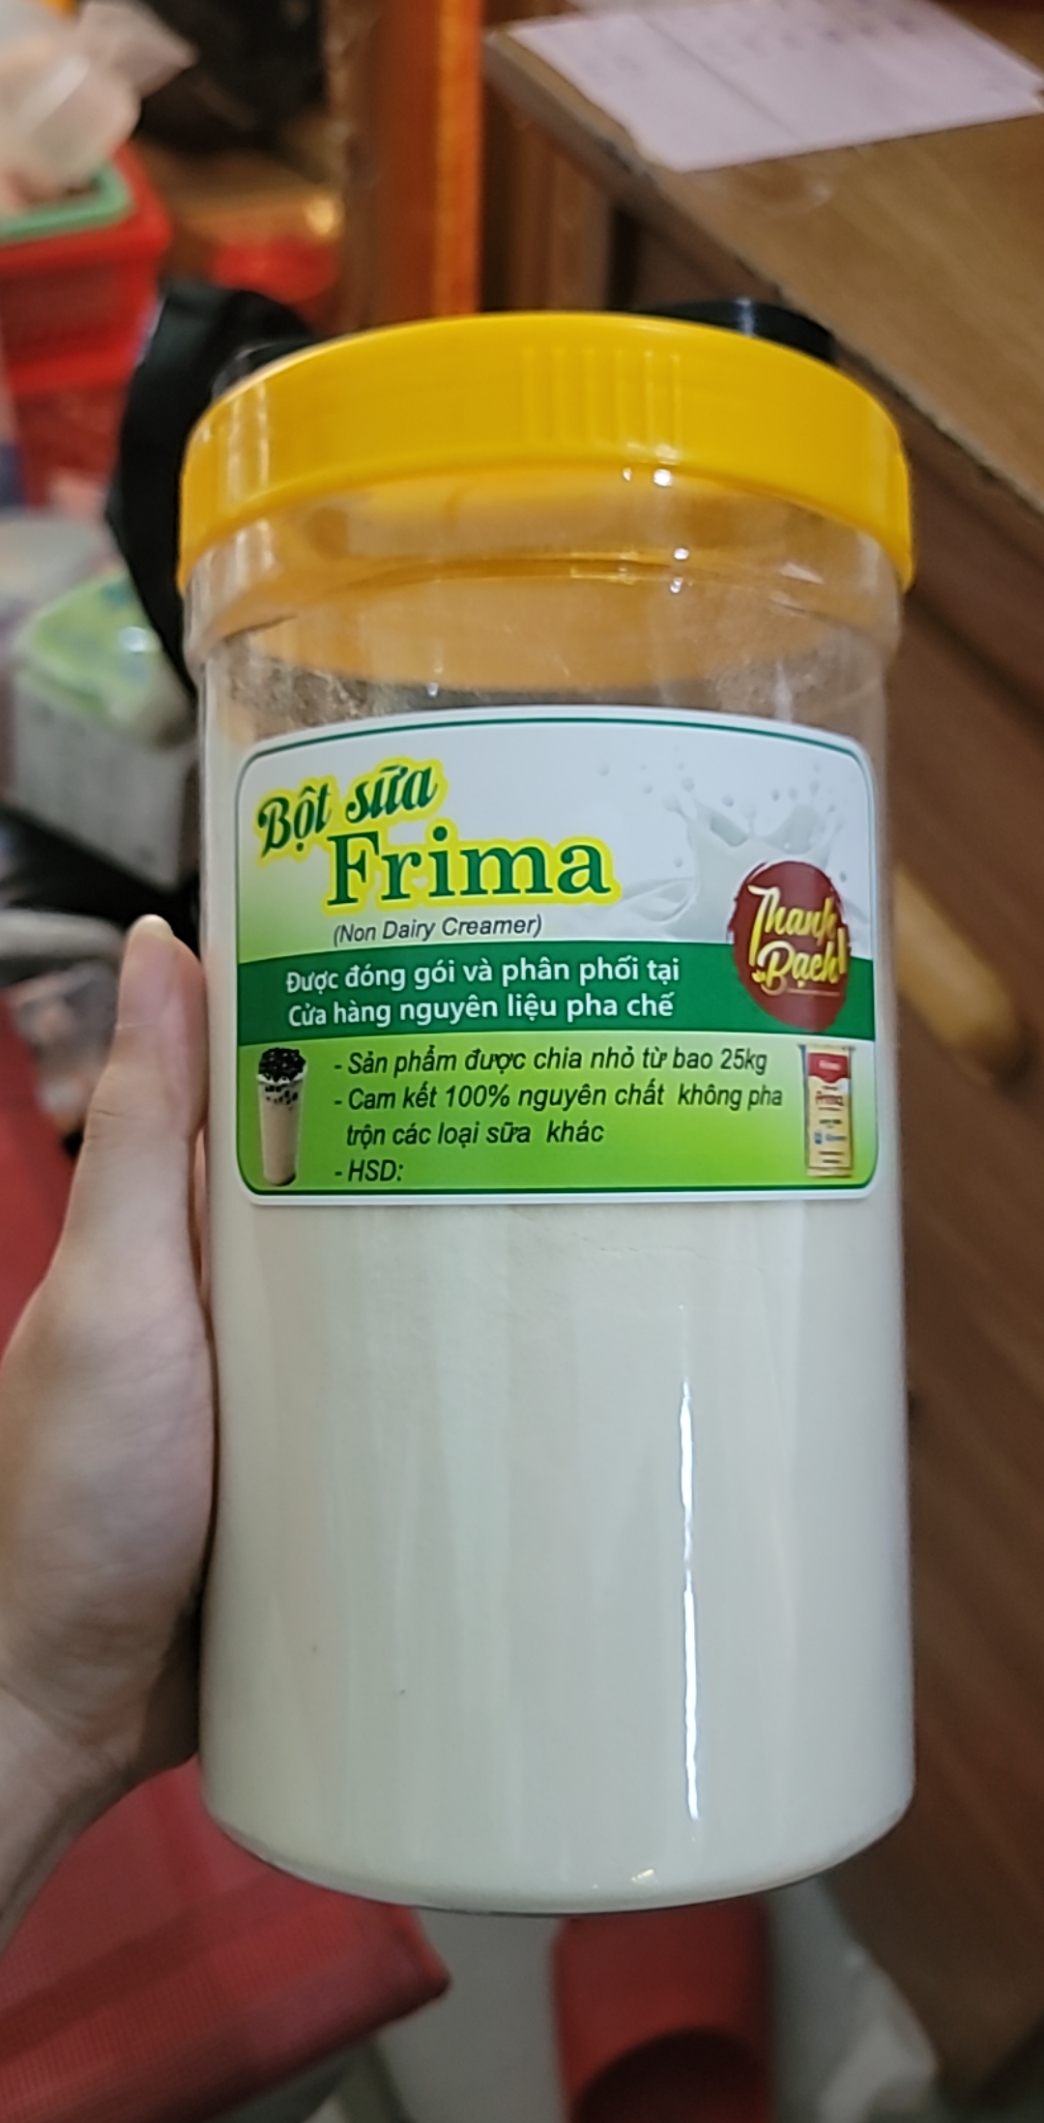 Bột sữa
Frima
(Non Dairy Creamer)
Thanh
Bạch
Được đóng gói và phân phối tại
Cửa hàng nguyên liệu pha chế
- Sản phẩm được chia nhỏ từ bao 25kg
- Cam kết 100% nguyên chất không pha
trộn các loại sữa khác
- HSD:
Frima